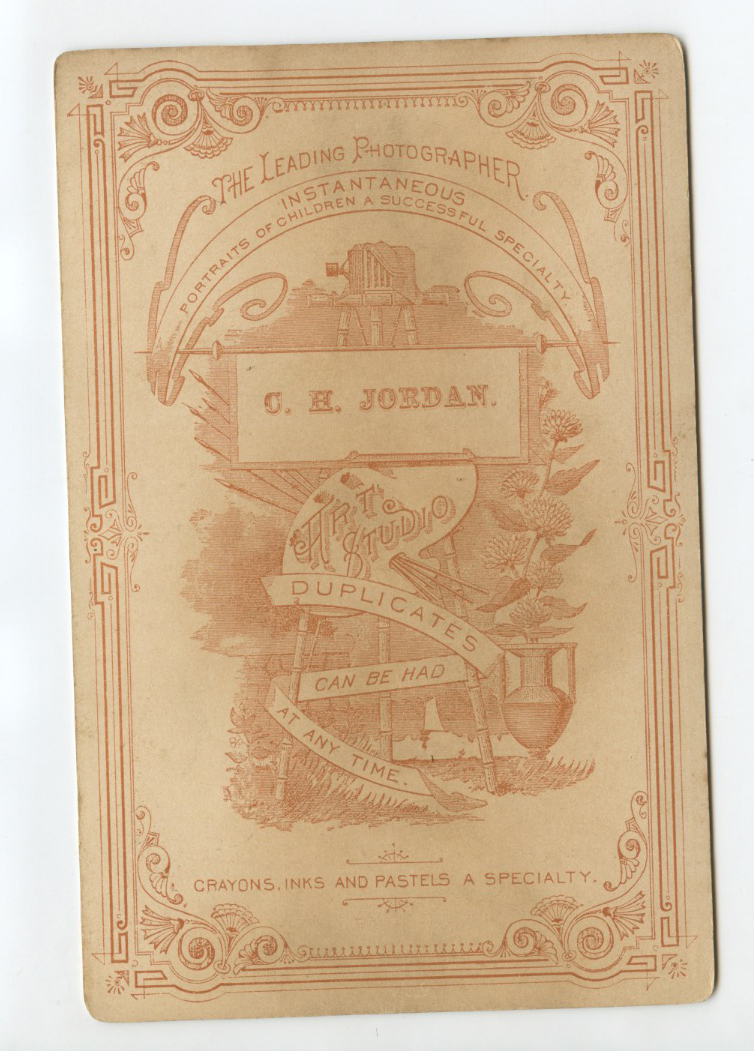 THE LEADING PHOTOGRAPHER.
INSTANTANEOUS
PORTRAITS OF CHILDREN A SUCCESSFUL SPECIALTY.
C. H. JORDAN.
ART STUDIO
DUPLICATES
CAN BE HAD
AT ANY TIME.
CRAYONS, INKS AND PASTELS A SPECIALTY.